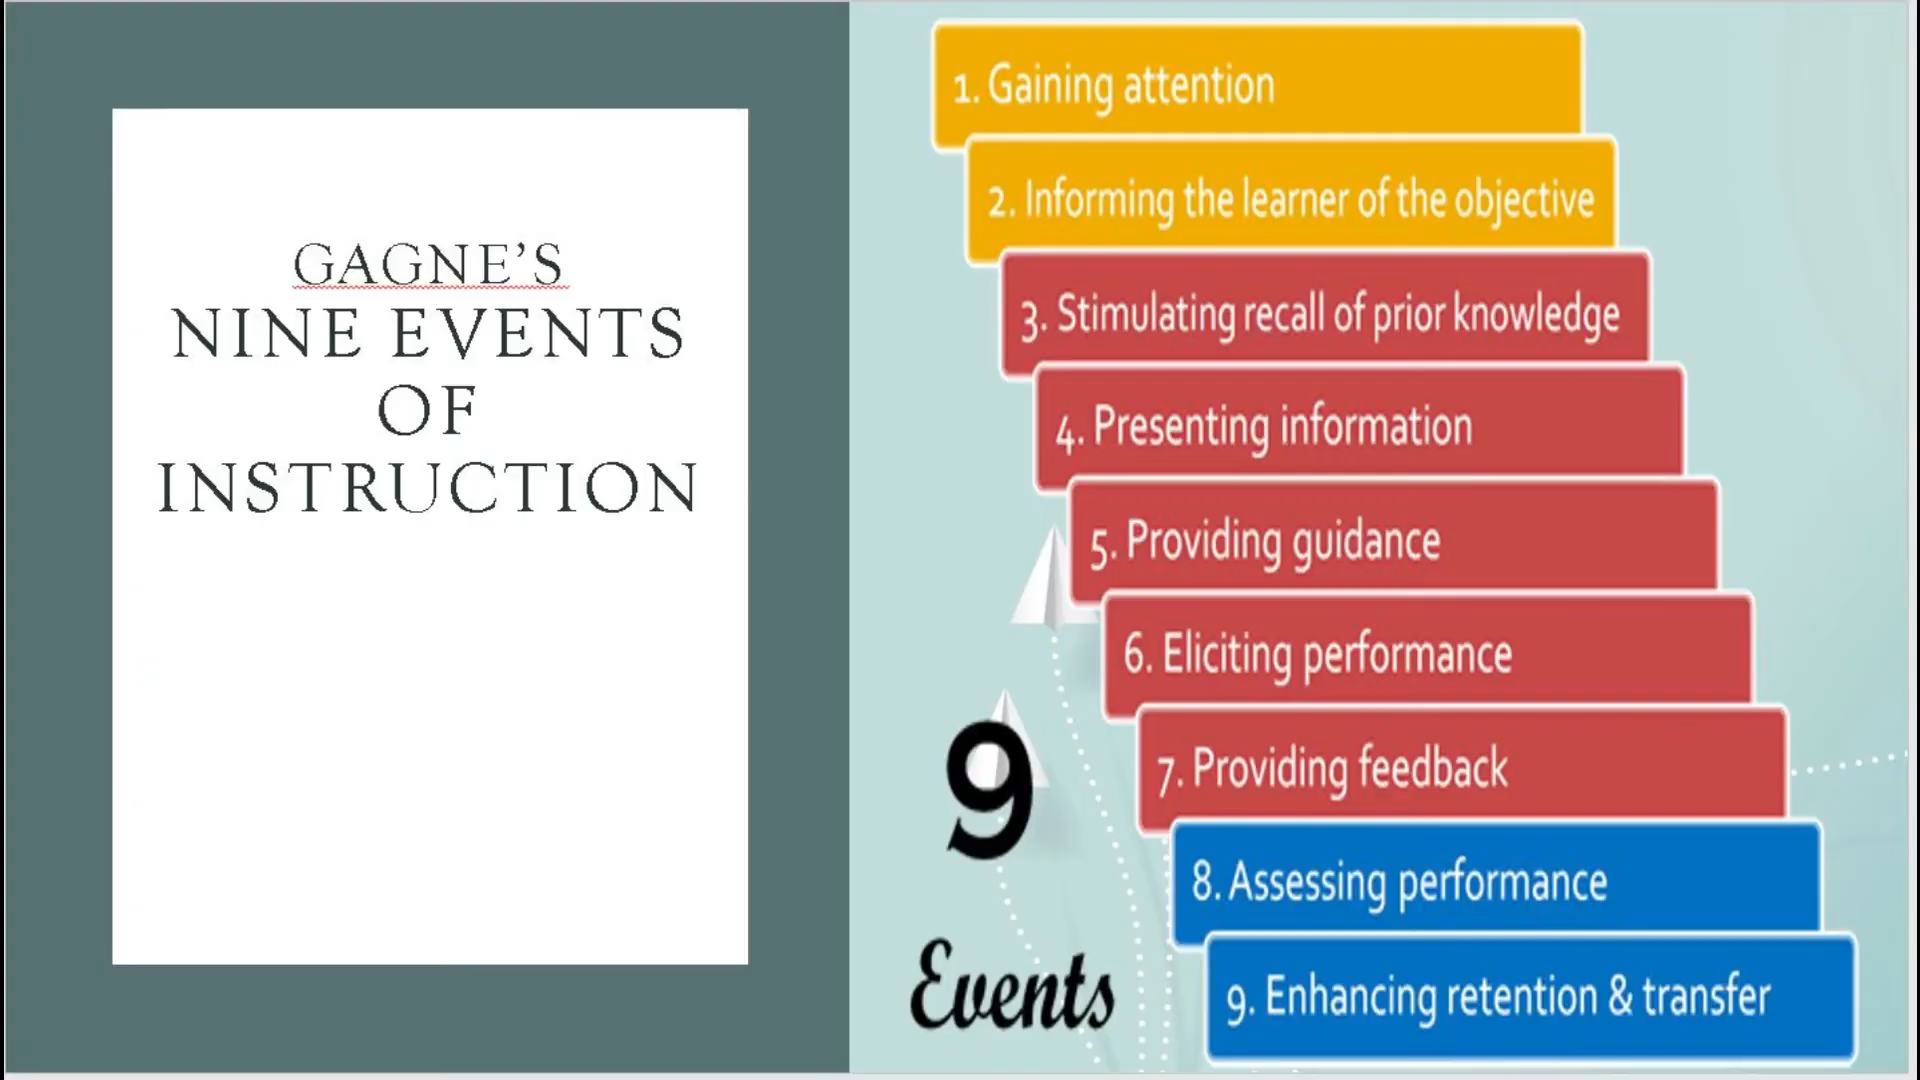 GAGNE’S
NINE EVENTS
OF
INSTRUCTION
1. Gaining attention
2. Informing the learner of the objective
3. Stimulating recall of prior knowledge
4. Presenting information
5. Providing guidance
6. Eliciting performance
7. Providing feedback
8. Assessing performance
9. Enhancing retention & transfer
9
Events